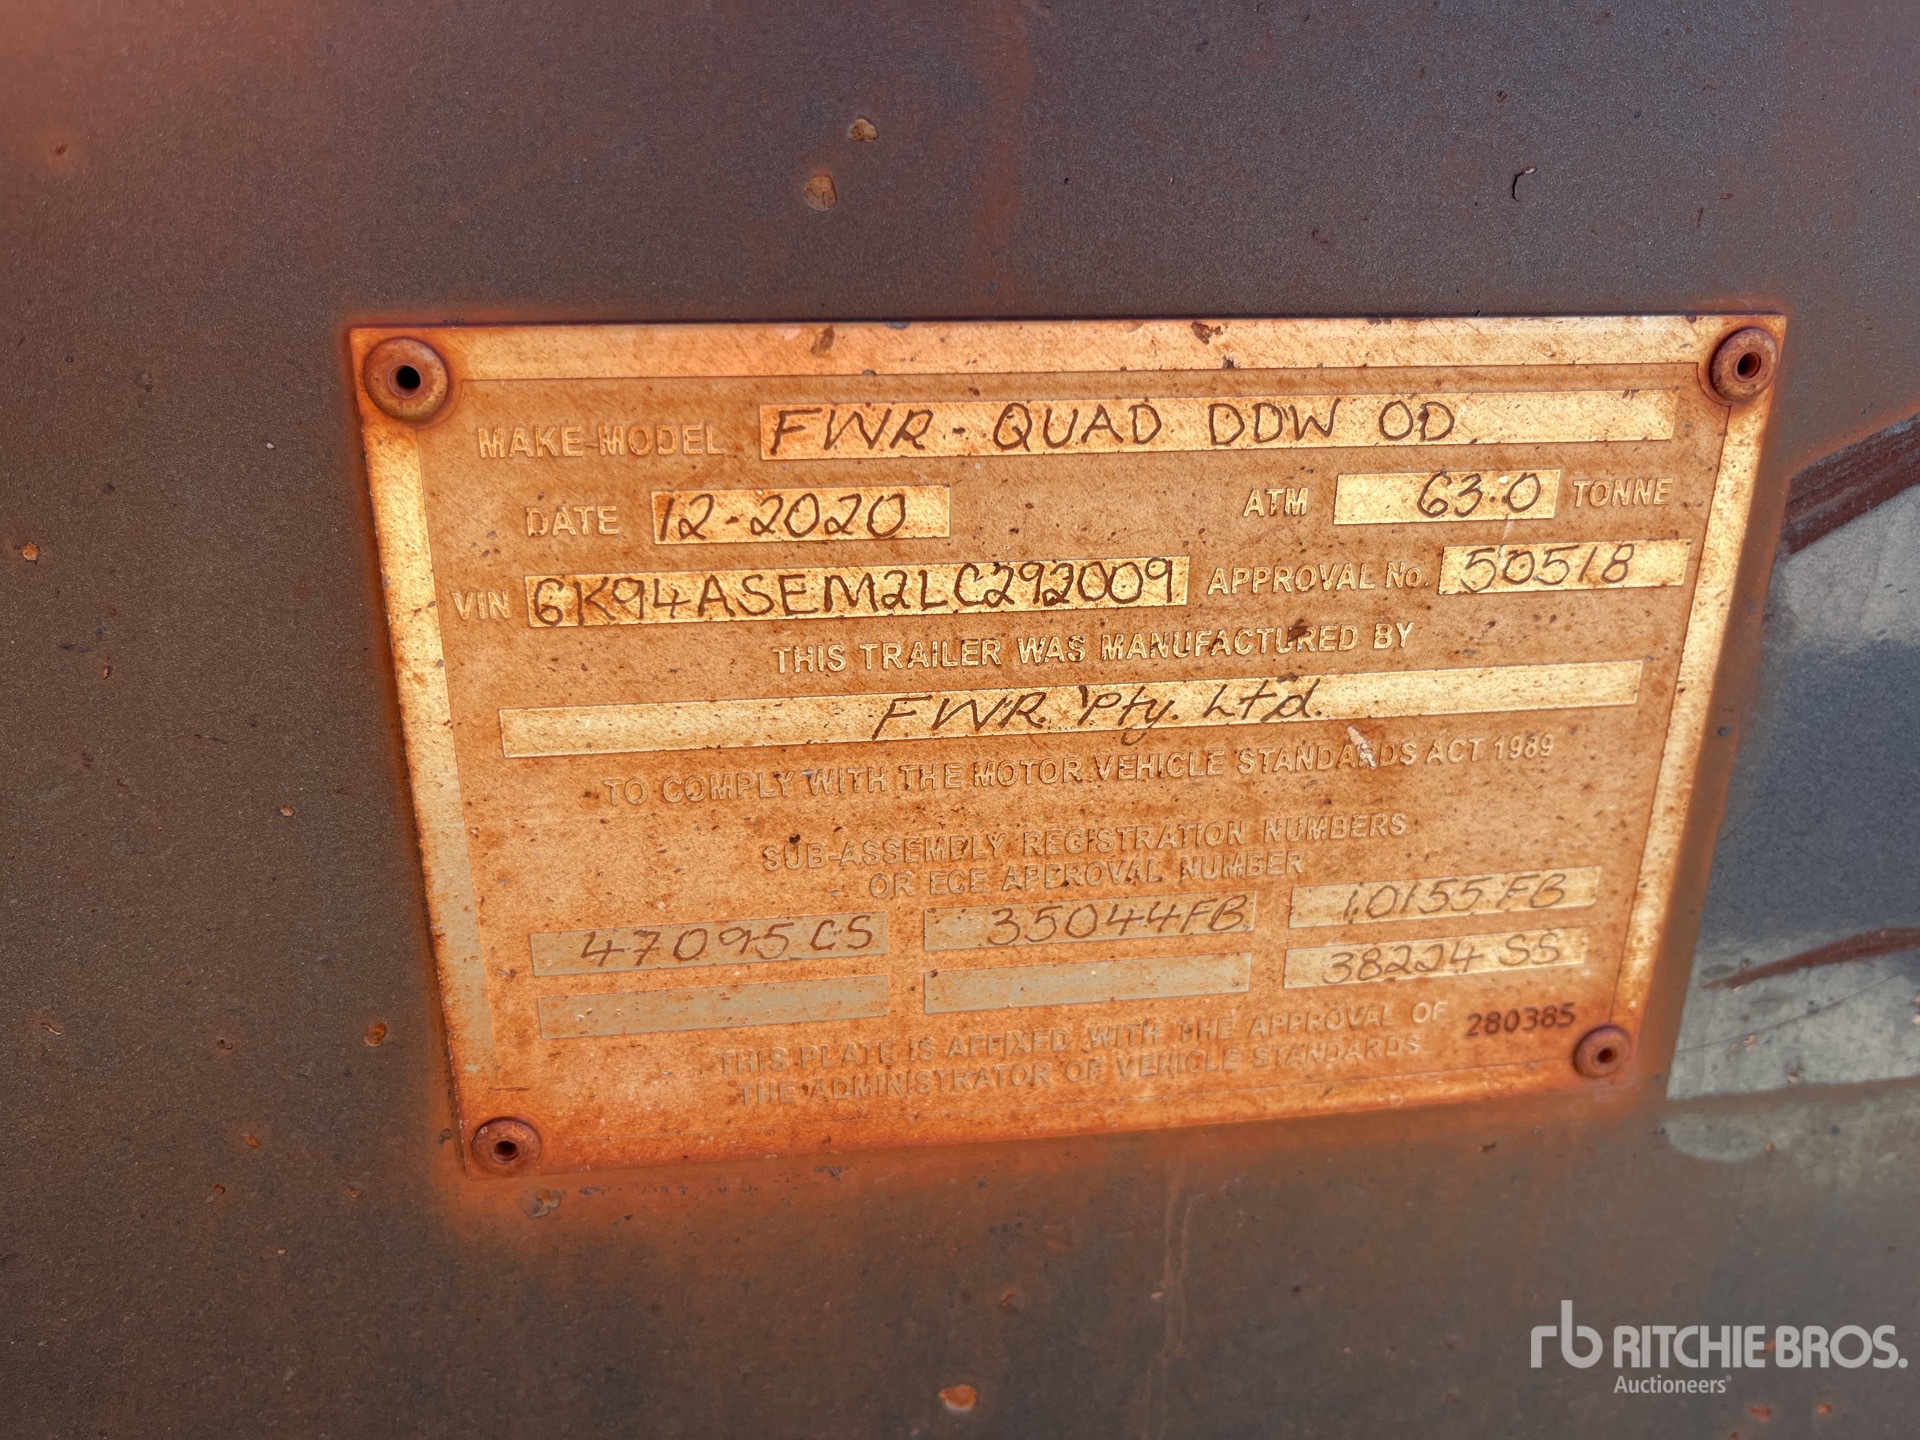 MAKE-MODEL FWR - QUAD DDW OD
DATE 12-2020 ATM 63.0 TONNE
VIN 6K94ASEM2LC292009 APPROVAL No. 50518
THIS TRAILER WAS MANUFACTURED BY
FWR Pty. Ltd.
TO COMPLY WITH THE MOTOR VEHICLE STANDARDS ACT 1989
SUB-ASSEMBLY REGISTRATION NUMBERS
OR ECE APPROVAL NUMBER
47095CS 35044FB 10155FB
38224 SS
THIS PLATE IS AFFIXED WITH THE APPROVAL OF 280385
THE ADMINISTRATOR OF VEHICLE STANDARDS
rb RITCHIE BROS.
Auctioneers